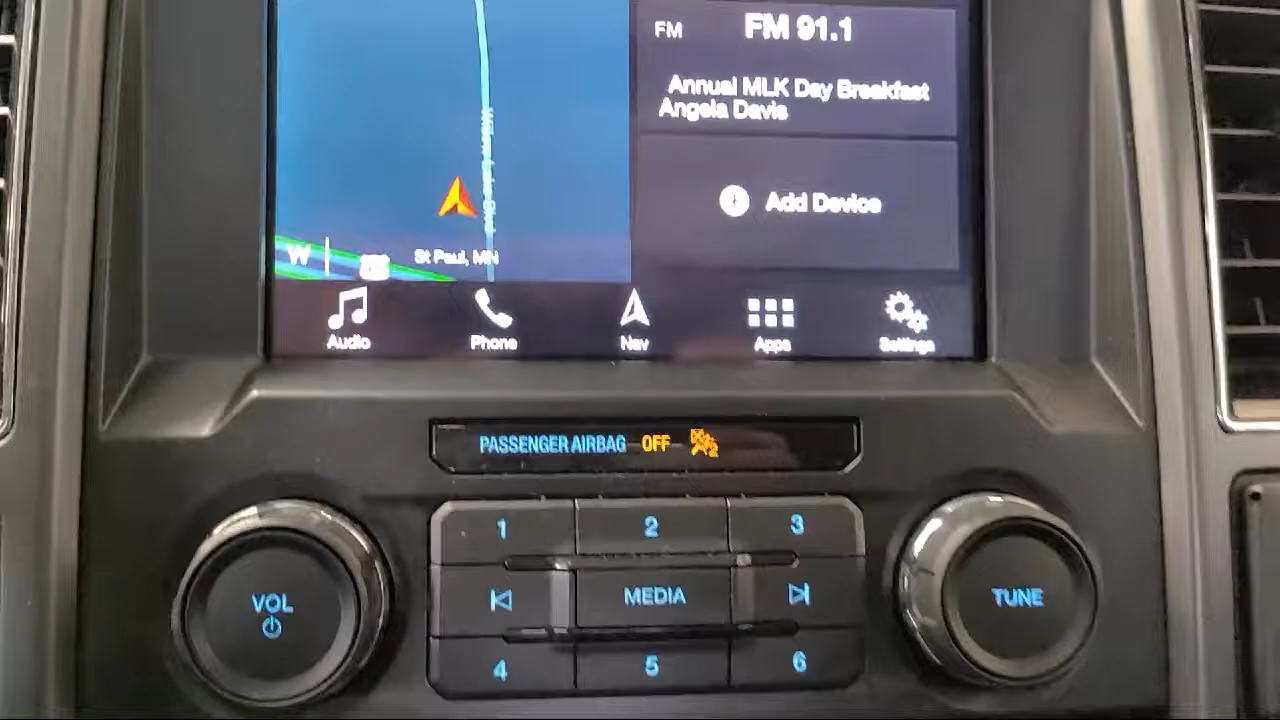 FM
FM 91.1
Annual MLK Day Breakfast
Angela Davis
Add Device
W
St Paul, MN
Audio
Phone
Nav
Apps
Settings
PASSENGER AIRBAG OFF
1
2
3
VOL
MEDIA
TUNE
4
5
6